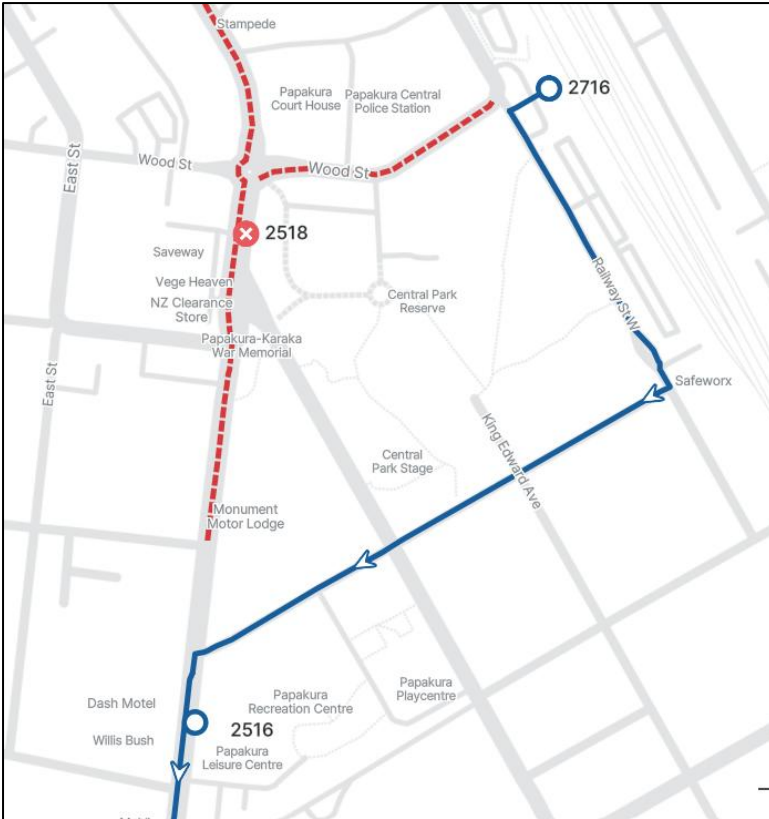 Stampede
Papakura
Court House
Papakura Central
Police Station
2716
Wood St
Wood St
East St
2518
Saveway
Vege Heaven
NZ Clearance
Store
Papakura-Karaka
War Memorial
Central Park
Reserve
Railway St W
Safeworx
East St
King Edward Ave
Central
Park Stage
Monument
Motor Lodge
Dash Motel
Papakura
Recreation Centre
Papakura
Playcentre
2516
Willis Bush
Papakura
Leisure Centre